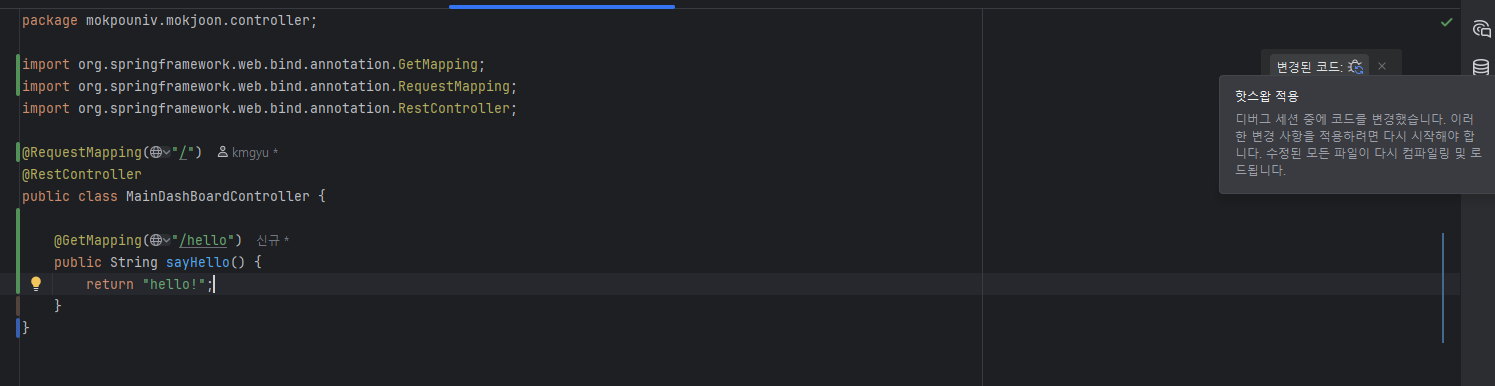 package mokpouniv.mokjoon.controller;
import org.springframework.web.bind.annotation.GetMapping;
import org.springframework.web.bind.annotation.RequestMapping;
import org.springframework.web.bind.annotation.RestController;
@RequestMapping("/") kmgyu *
@RestController
public class MainDashBoardController {
@GetMapping("/hello") 신규 *
public String sayHello() {
return "hello!";
}
}
변경된 코드:
핫스왑 적용
디버그 세션 중에 코드를 변경했습니다. 이러
한 변경 사항을 적용하려면 다시 시작해야 합
니다. 수정된 모든 파일이 다시 컴파일링 및 로
드됩니다.